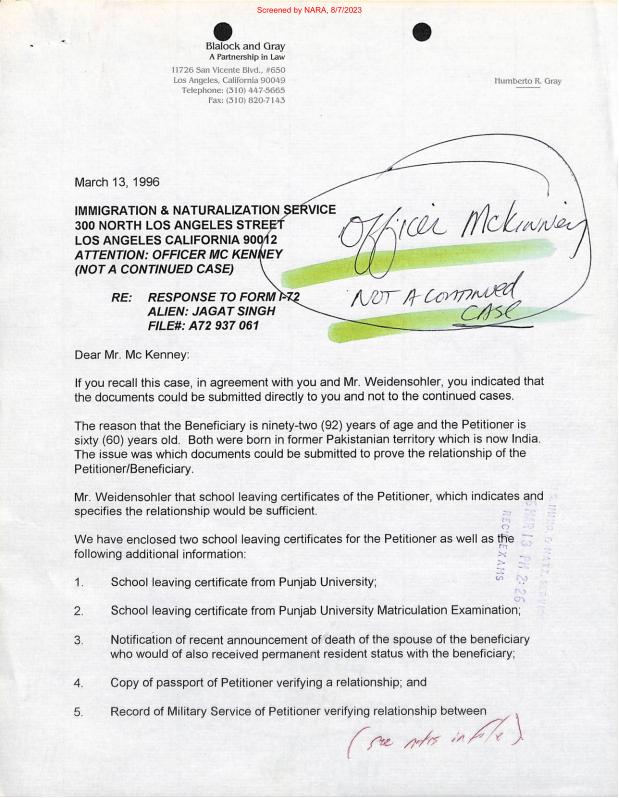 Screened by NARA, 8/7/2023
Blalock and Gray
A Partnership in Law
11726 San Vicente Blvd., #650
Los Angeles, California 90049
Telephone: (310) 447-5665
Fax: (310) 820-7143
Humberto R. Gray
March 13, 1996
IMMIGRATION & NATURALIZATION SERVICE
300 NORTH LOS ANGELES STREET
LOS ANGELES CALIFORNIA 90012
ATTENTION: OFFICER MC KENNEY
(NOT A CONTINUED CASE)
Officer McKinney
NOT A CONTINUED
CASE
RE: RESPONSE TO FORM I-72
ALIEN: JAGAT SINGH
FILE#: A72 937 061
Dear Mr. Mc Kenney:
If you recall this case, in agreement with you and Mr. Weidensohler, you indicated that
the documents could be submitted directly to you and not to the continued cases.
The reason that the Beneficiary is ninety-two (92) years of age and the Petitioner is
sixty (60) years old. Both were born in former Pakistanian territory which is now India.
The issue was which documents could be submitted to prove the relationship of the
Petitioner/Beneficiary.
Mr. Weidensohler that school leaving certificates of the Petitioner, which indicates and
specifies the relationship would be sufficient.
We have enclosed two school leaving certificates for the Petitioner as well as the
following additional information:
1. School leaving certificate from Punjab University;
2. School leaving certificate from Punjab University Matriculation Examination;
3. Notification of recent announcement of death of the spouse of the beneficiary
who would of also received permanent resident status with the beneficiary;
4. Copy of passport of Petitioner verifying a relationship; and
5. Record of Military Service of Petitioner verifying relationship between
(see notes in file).
MAR 13 PM 2:26
REC EXAMS